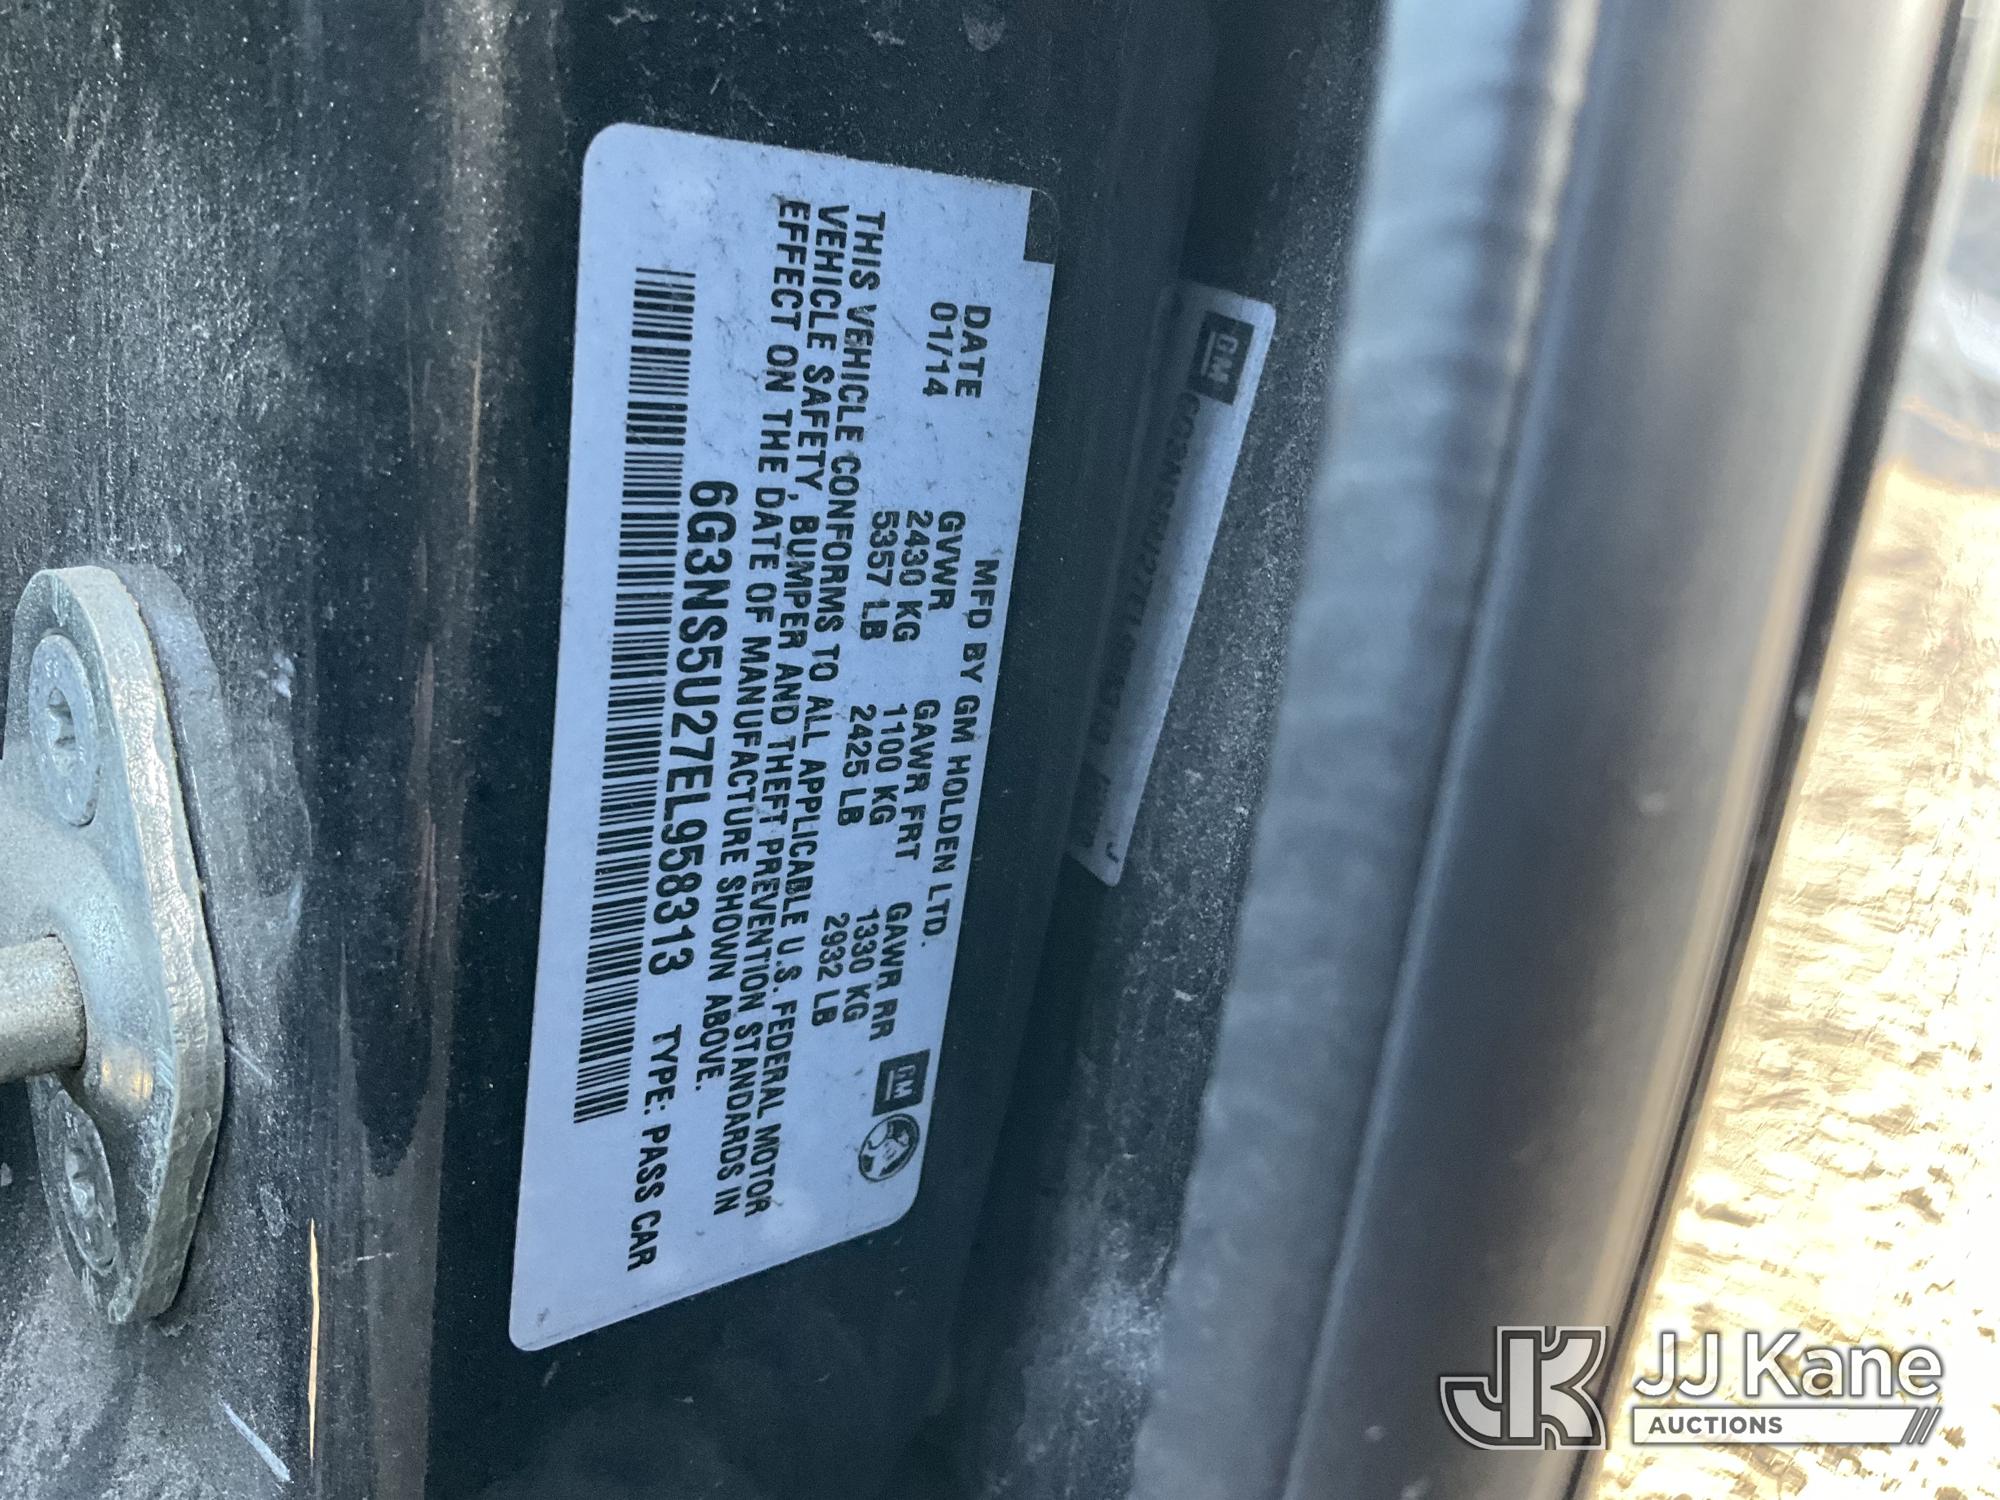 MFD BY GM HOLDEN LTD.
DATE GVWR GAWR FRT GAWR RR GM
01/14 2430 KG 1100 KG 1330 KG
5357 LB 2425 LB 2932 LB
THIS VEHICLE CONFORMS TO ALL APPLICABLE U.S. FEDERAL MOTOR
VEHICLE SAFETY, BUMPER AND THEFT PREVENTION STANDARDS IN
EFFECT ON THE DATE OF MANUFACTURE SHOWN ABOVE.
6G3NS5U27EL958313 TYPE: PASS CAR
GM
JK JJ Kane
AUCTIONS